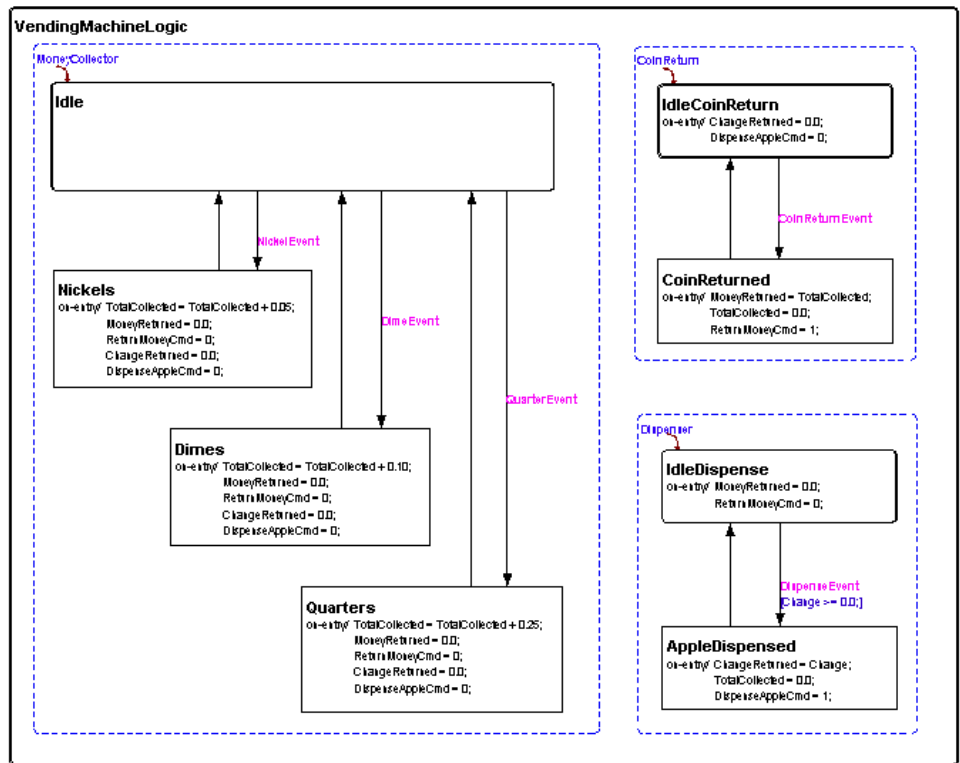 VendingMachineLogic
MoneyCollector
Idle
NickelEvent
Nickels
on-entry/ TotalCollected = TotalCollected + 0.05;
MoneyReturned = 0.0;
ReturnMoneyCmd = 0;
ChangeReturned = 0.0;
DispenseAppleCmd = 0;
DimeEvent
Dimes
on-entry/ TotalCollected = TotalCollected + 0.10;
MoneyReturned = 0.0;
ReturnMoneyCmd = 0;
ChangeReturned = 0.0;
DispenseAppleCmd = 0;
QuarterEvent
Quarters
on-entry/ TotalCollected = TotalCollected + 0.25;
MoneyReturned = 0.0;
ReturnMoneyCmd = 0;
ChangeReturned = 0.0;
DispenseAppleCmd = 0;
CoinReturn
IdleCoinReturn
on-entry/ ChangeReturned = 0.0;
DispenseAppleCmd = 0;
CoinReturnEvent
CoinReturned
on-entry/ MoneyReturned = TotalCollected;
TotalCollected = 0.0;
ReturnMoneyCmd = 1;
Dispenser
IdleDispense
on-entry/ MoneyReturned = 0.0;
ReturnMoneyCmd = 0;
DispenseEvent
[Change >= 0.0;]
AppleDispensed
on-entry/ ChangeReturned = Change;
TotalCollected = 0.0;
DispenseAppleCmd = 1;